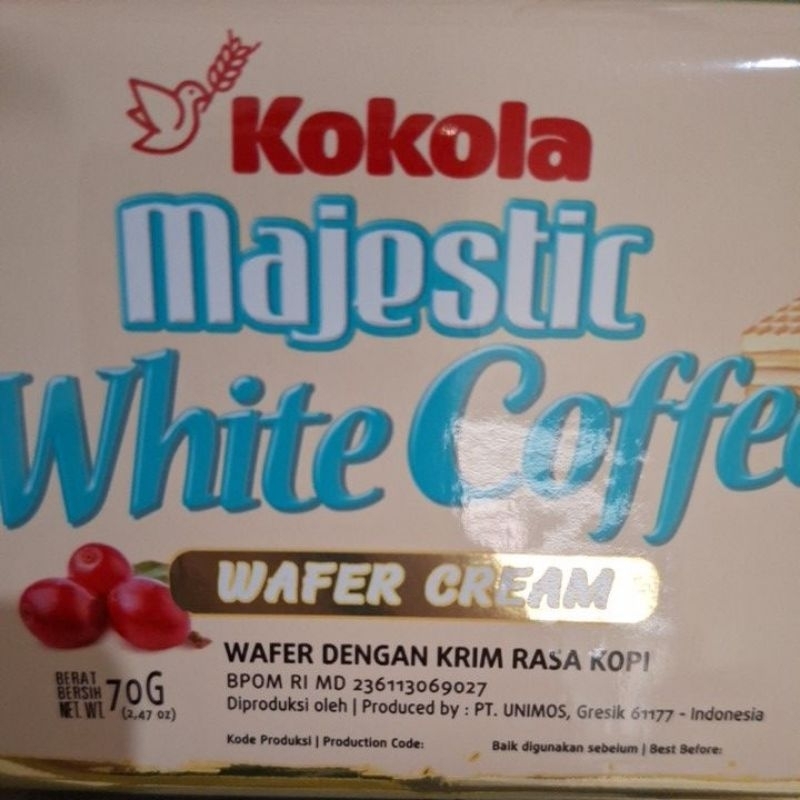 Kokola
Majestic
White Coffee
WAFER CREAM
WAFER DENGAN KRIM RASA KOPI
BPOM RI MD 236113069027
Diproduksi oleh | Produced by : PT. UNIMOS, Gresik 61177 - Indonesia
BERAT BERSIH NET. WT. 70G (2,47 oz)
Kode Produksi | Production Code:
Baik digunakan sebelum | Best Before: